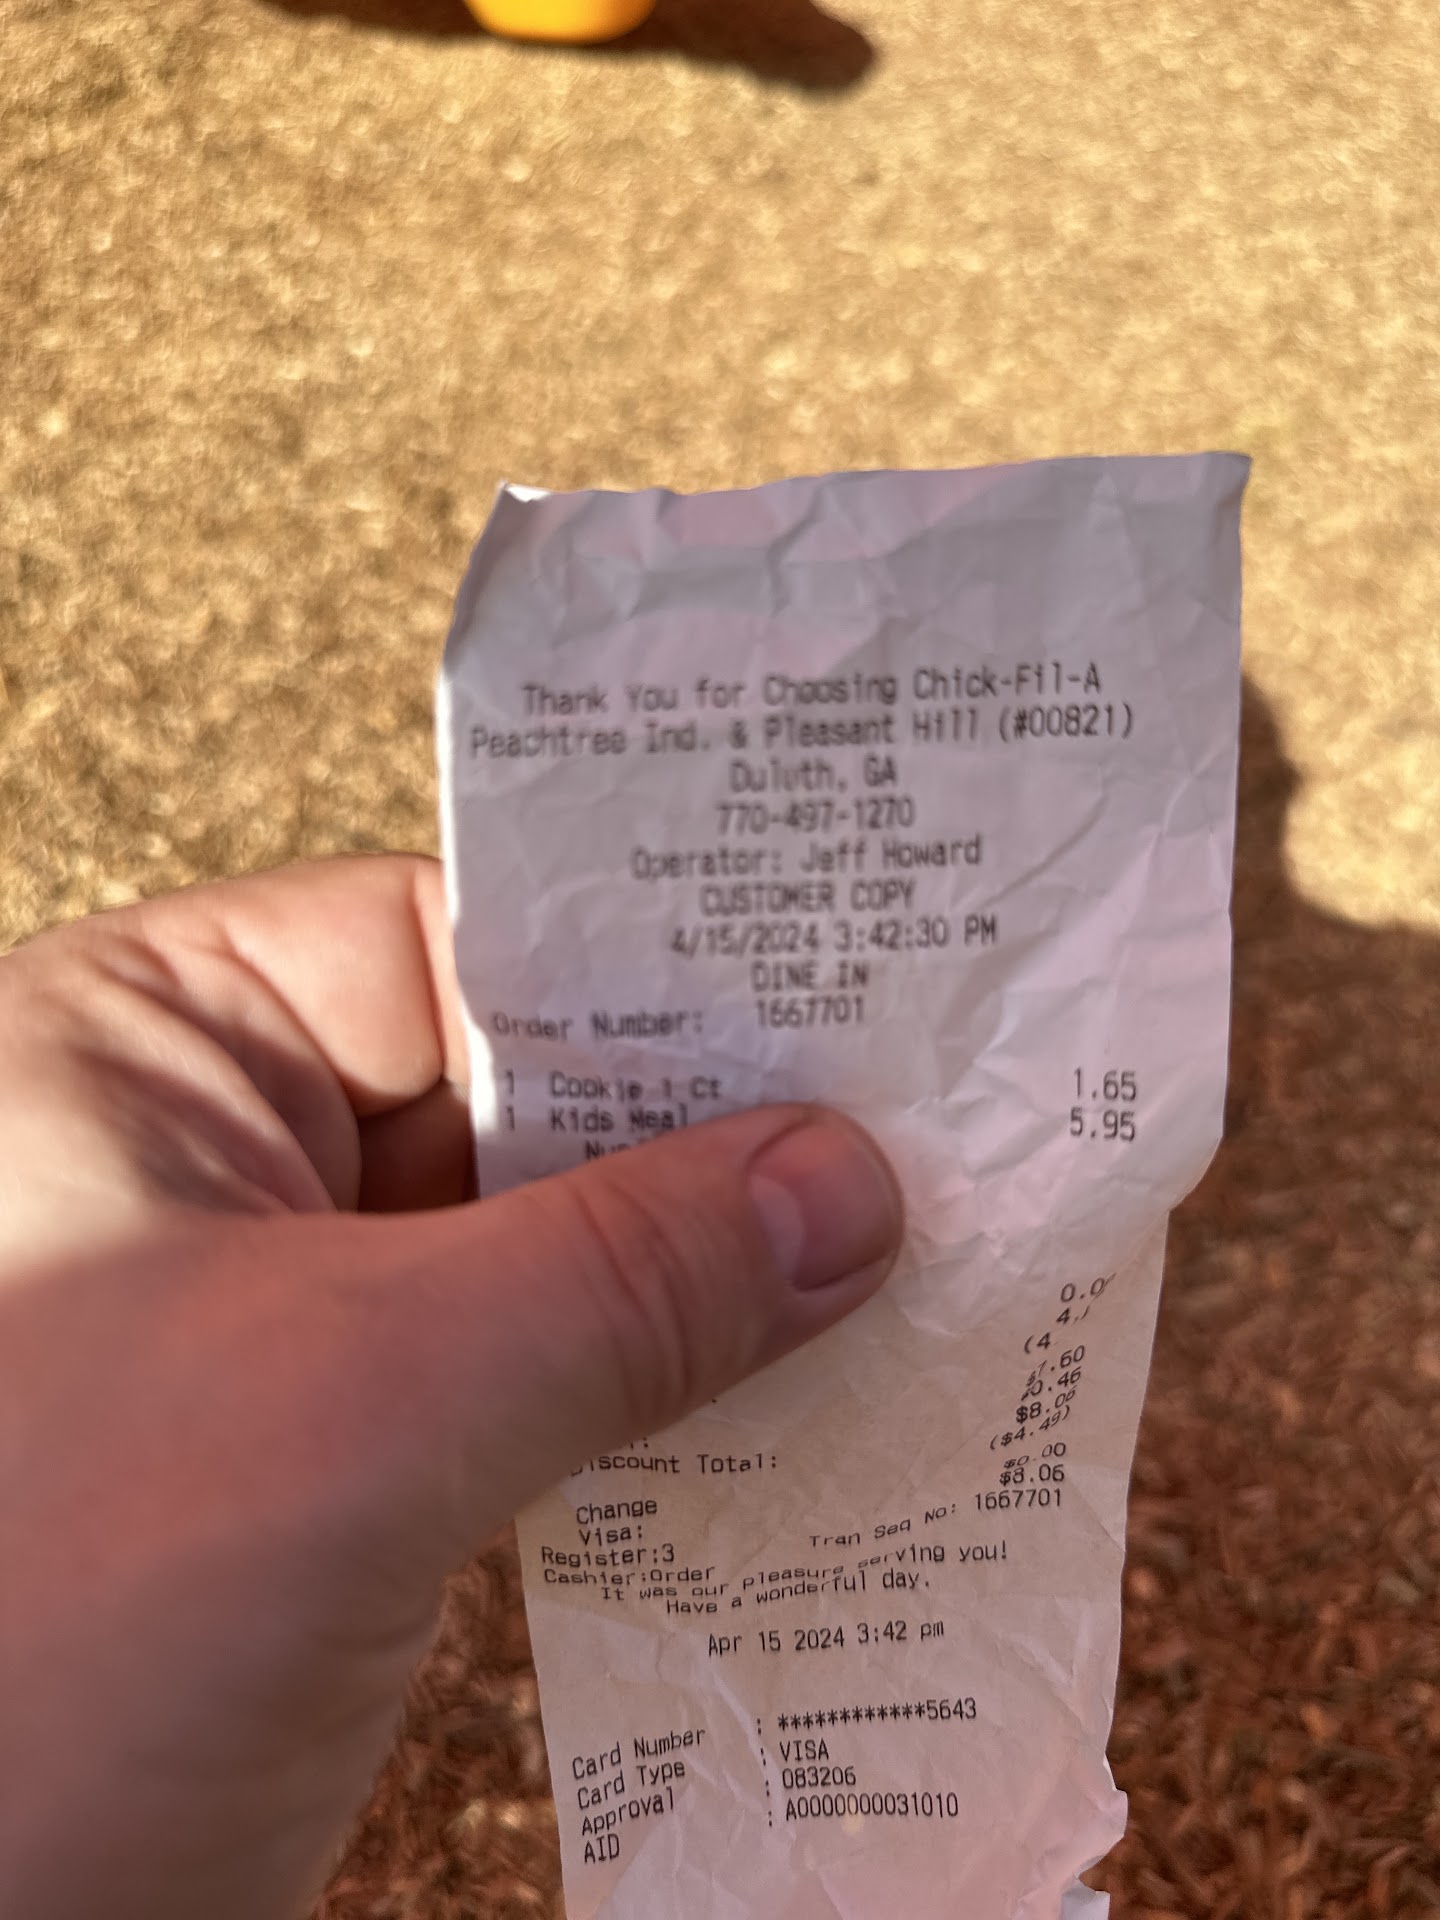 Thank You for Choosing Chick-Fil-A
Peachtree Ind. & Pleasant Hill (#00821)
Duluth, GA
770-497-1270
Operator: Jeff Howard
CUSTOMER COPY
4/15/2024 3:42:30 PM
DINE IN
Order Number: 1667701
1 Cookie 1 Ct 1.65
1 Kids Meal 5.95
$7.60
0.46
$8.06
Discount Total: ($4.49)
Change $0.00
Visa: $8.06
Register:3 Tran Seq No: 1667701
Cashier:Order
It was our pleasure serving you!
Have a wonderful day.
Apr 15 2024 3:42 pm
Card Number : ************5643
Card Type : VISA
Approval : 083206
AID : A0000000031010